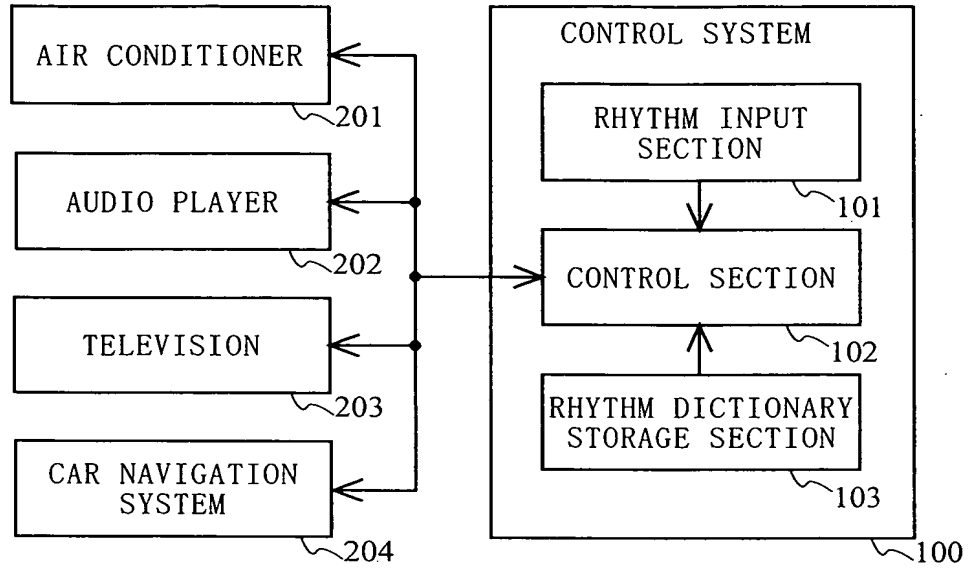 AIR CONDITIONER
201
AUDIO PLAYER
202
TELEVISION
203
CAR NAVIGATION
SYSTEM
204
CONTROL SYSTEM
RHYTHM INPUT
SECTION
101
CONTROL SECTION
102
RHYTHM DICTIONARY
STORAGE SECTION
103
100